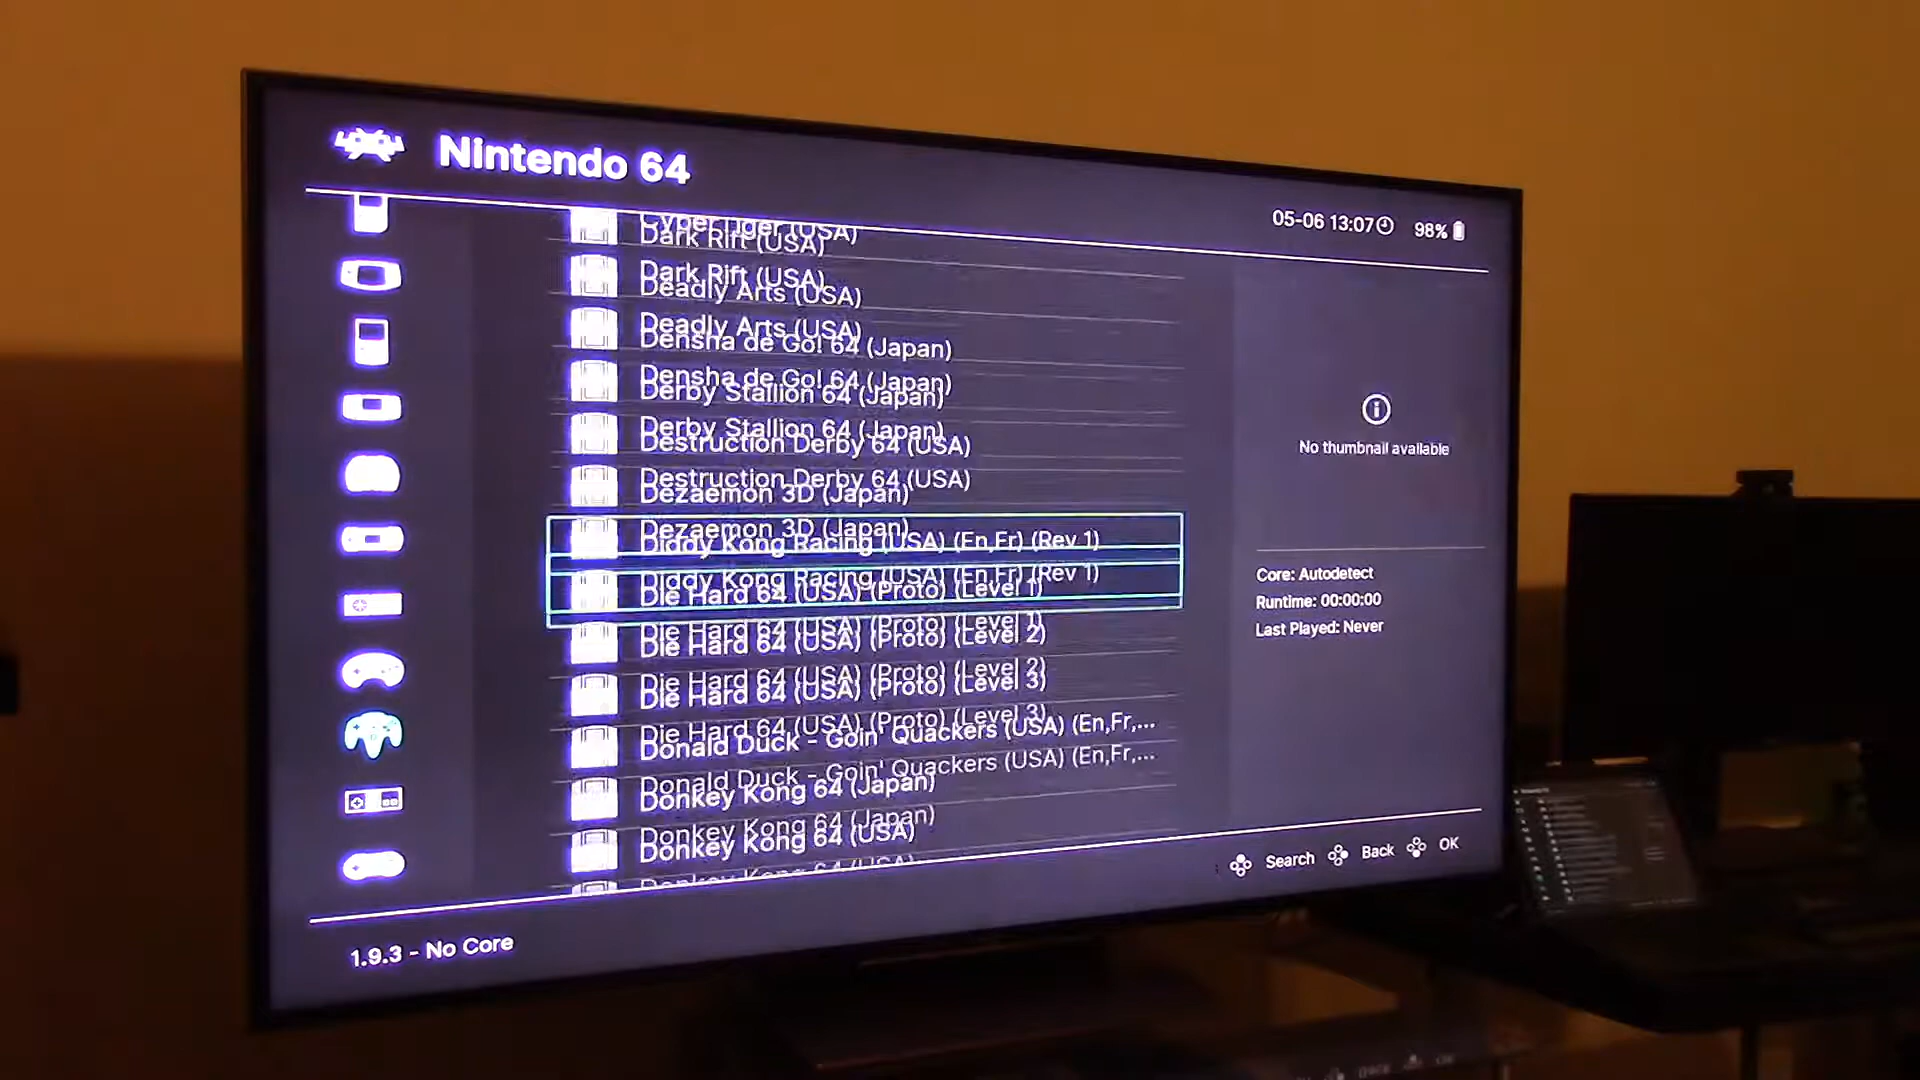 Nintendo 64
05-06 13:07
98%
CyberTiger (USA)
Dark Rift (USA)
Dark Rift (USA)
Deadly Arts (USA)
Deadly Arts (USA)
Densha de Go! 64 (Japan)
Densha de Go! 64 (Japan)
Derby Stallion 64 (Japan)
Derby Stallion 64 (Japan)
Destruction Derby 64 (USA)
Destruction Derby 64 (USA)
Dezaemon 3D (Japan)
Dezaemon 3D (Japan)
Diddy Kong Racing (USA) (En,Fr) (Rev 1)
Diddy Kong Racing (USA) (En,Fr) (Rev 1)
Die Hard 64 (USA) (Proto) (Level 1)
Die Hard 64 (USA) (Proto) (Level 1)
Die Hard 64 (USA) (Proto) (Level 2)
Die Hard 64 (USA) (Proto) (Level 2)
Die Hard 64 (USA) (Proto) (Level 3)
Die Hard 64 (USA) (Proto) (Level 3)
Donald Duck - Goin' Quackers (USA) (En,Fr,...
Donald Duck - Goin' Quackers (USA) (En,Fr,...
Donkey Kong 64 (Japan)
Donkey Kong 64 (Japan)
Donkey Kong 64 (USA)
Donkey Kong 64 (USA)
No thumbnail available
Core: Autodetect
Runtime: 00:00:00
Last Played: Never
Search Back OK
1.9.3 - No Core